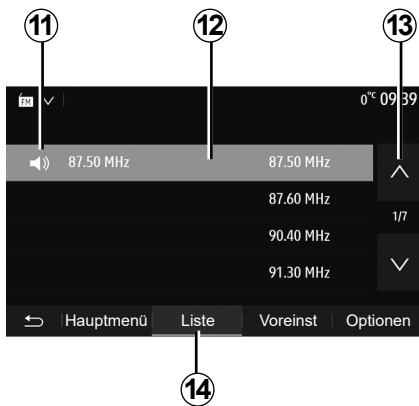 11 12 13
FM 0°C 09:39
87.50 MHz 87.50 MHz
87.60 MHz
1/7
90.40 MHz
91.30 MHz
Hauptmenü Liste Voreinst Optionen
14